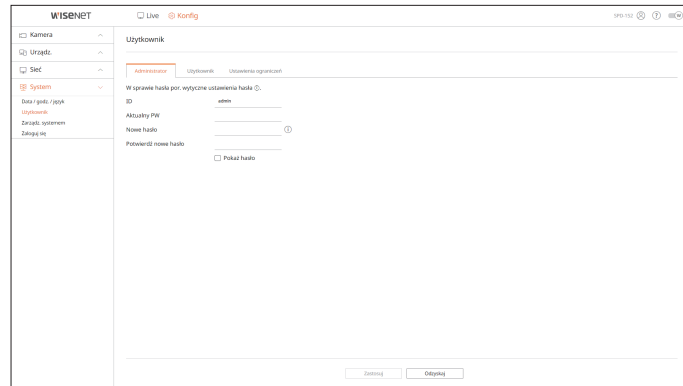 WISENET Live Konfig SPD-152
Kamera
Urządz.
Sieć
System
Data / godz. / język
Użytkownik
Zarządz. systemem
Zaloguj się
Użytkownik
Administrator Użytkownik Ustawienia ograniczeń
W sprawie hasła por. wytyczne ustawienia hasła
ID admin
Aktualny PW
Nowe hasło
Potwierdź nowe hasło
Pokaż hasło
Zastosuj Odzyskaj